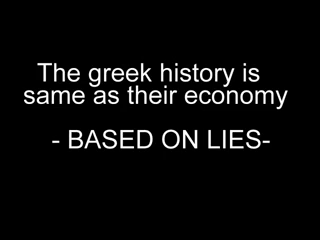 The greek history is
same as their economy
- BASED ON LIES-